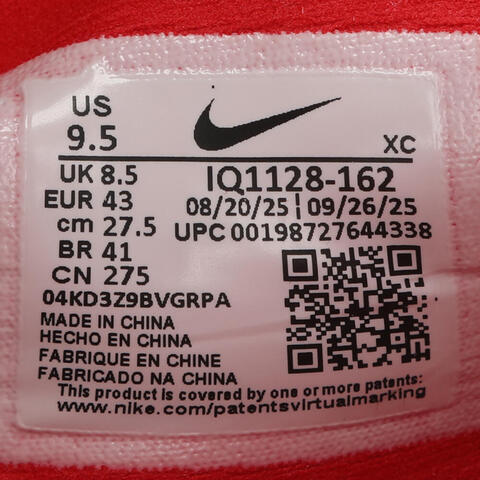 US
9.5
XC
UK 8.5
IQ1128-162
EUR 43
08/20/25 | 09/26/25
cm 27.5
UPC 00198727644338
BR 41
CN 275
04KD3Z9BVGRPA
MADE IN CHINA
HECHO EN CHINA
FABRIQUE EN CHINE
FABRICADO NA CHINA
This product is covered by one or more patents:
www.nike.com/patentsvirtualmarking